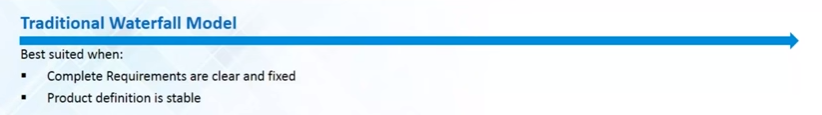 Traditional Waterfall Model
Best suited when:
▪ Complete Requirements are clear and fixed
▪ Product definition is stable